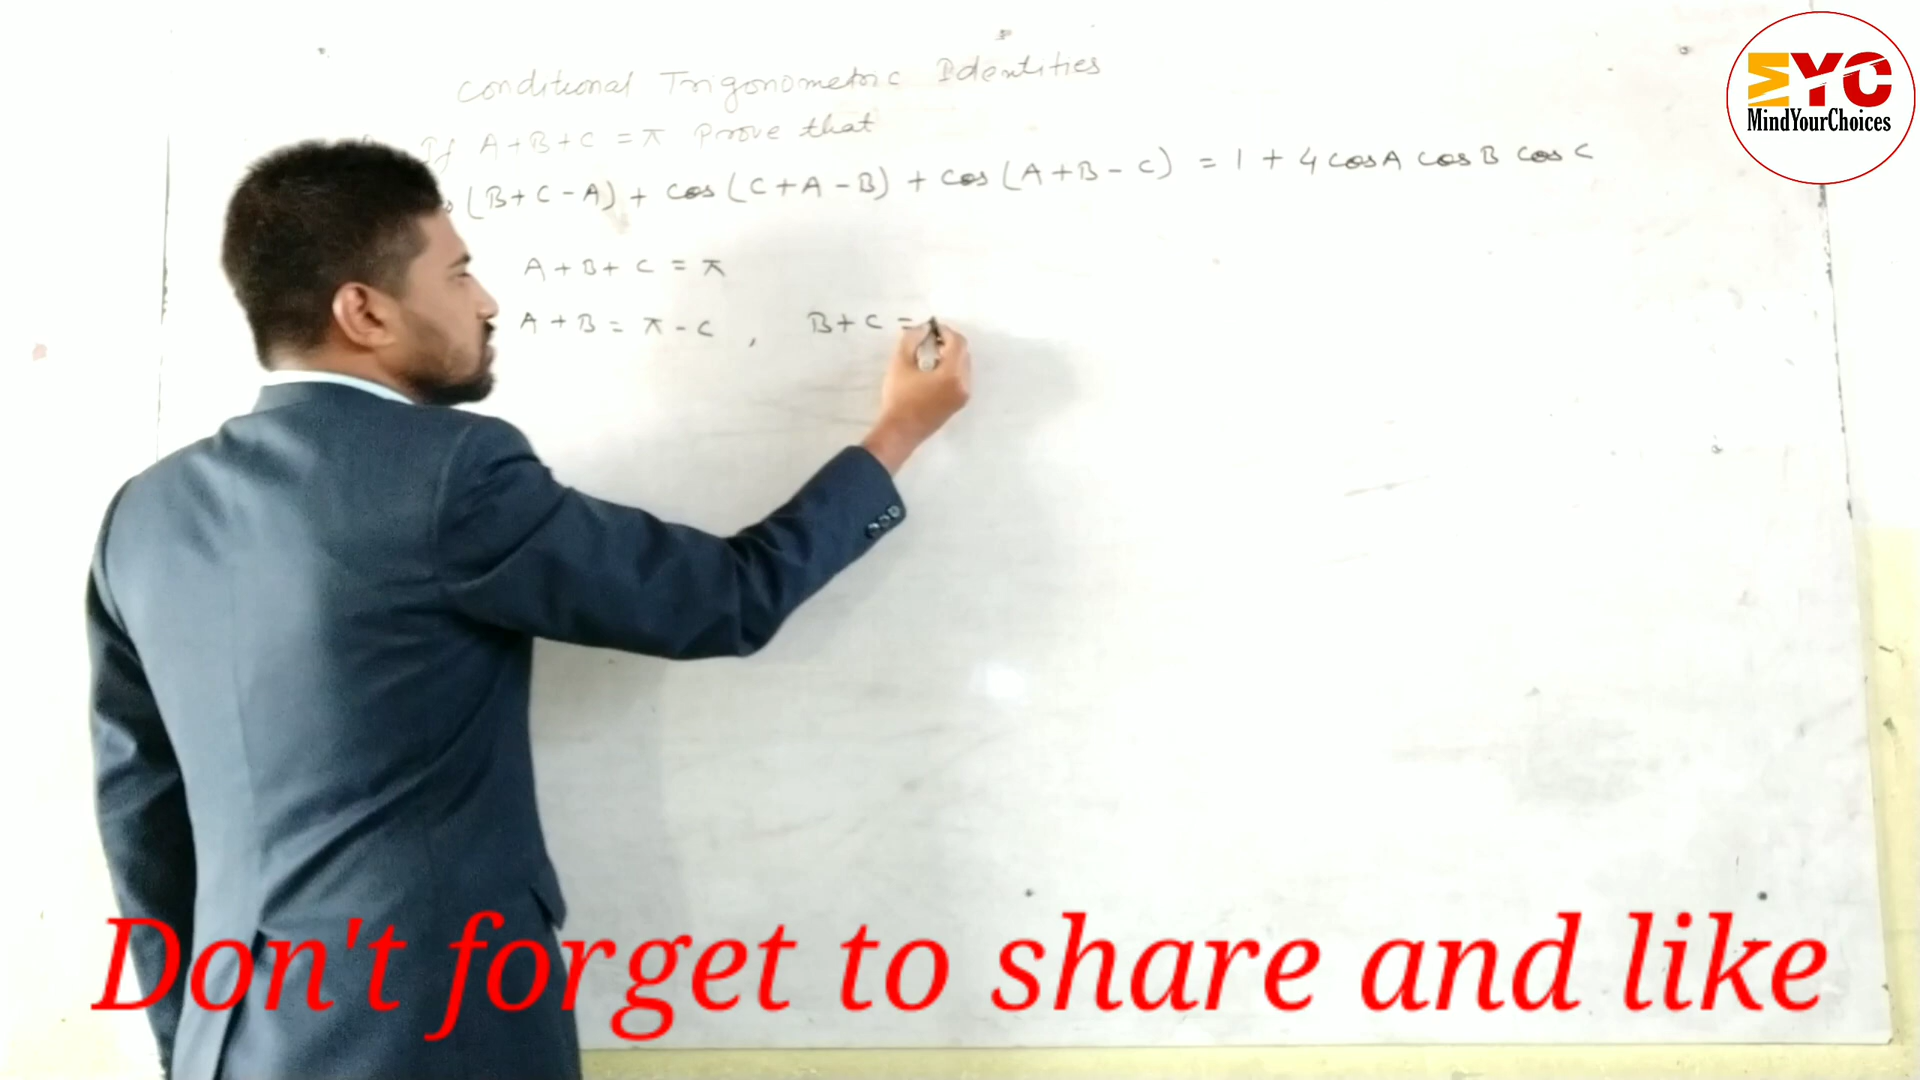 Conditional Trigonometric Identities
If A+B+C = π Prove that
(B+C-A) + cos (C+A-B) + cos (A+B-C) = 1 + 4 cosA cosB cosC
A+B+C = π
A+B = π-C , B+C =
MYC
MindYourChoices
Don't forget to share and like